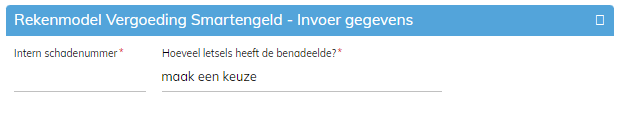 Rekenmodel Vergoeding Smartengeld - Invoer gegevens
Intern schadenummer*
Hoeveel letsels heeft de benadeelde?*
maak een keuze